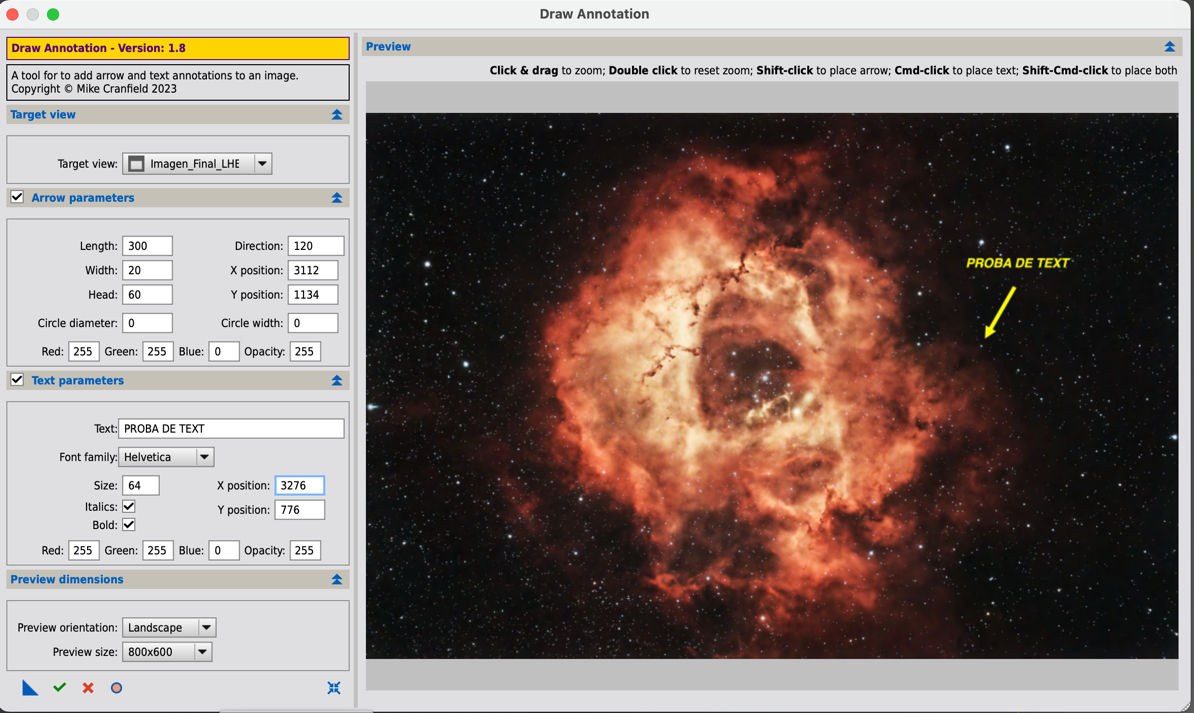 Draw Annotation
Draw Annotation - Version: 1.8
A tool for to add arrow and text annotations to an image.
Copyright © Mike Cranfield 2023
Target view
Target view: Imagen_Final_LHE
Arrow parameters
Length: 300 Direction: 120
Width: 20 X position: 3112
Head: 60 Y position: 1134
Circle diameter: 0 Circle width: 0
Red: 255 Green: 255 Blue: 0 Opacity: 255
Text parameters
Text: PROBA DE TEXT
Font family: Helvetica
Size: 64 X position: 3276
Italics: Y position: 776
Bold:
Red: 255 Green: 255 Blue: 0 Opacity: 255
Preview dimensions
Preview orientation: Landscape
Preview size: 800x600
Preview
Click & drag to zoom; Double click to reset zoom; Shift-click to place arrow; Cmd-click to place text; Shift-Cmd-click to place both
PROBA DE TEXT